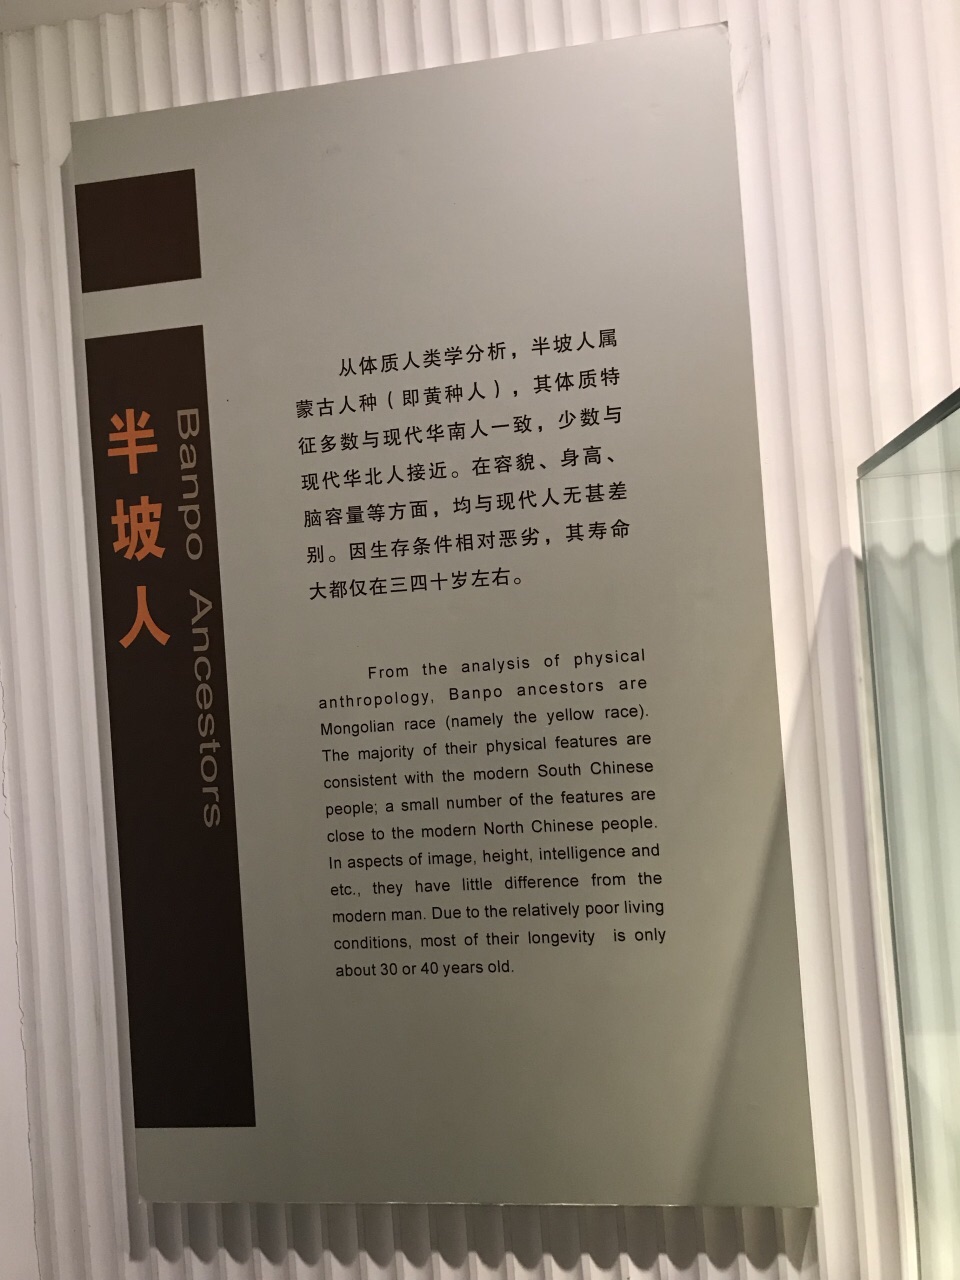 半坡人
Banpo Ancestors
从体质人类学分析，半坡人属
蒙古人种（即黄种人），其体质特
征多数与现代华南人一致，少数与
现代华北人接近。在容貌、身高、
脑容量等方面，均与现代人无甚差
别。因生存条件相对恶劣，其寿命
大都仅在三四十岁左右。
From the analysis of physical
anthropology, Banpo ancestors are
Mongolian race (namely the yellow race).
The majority of their physical features are
consistent with the modern South Chinese
people; a small number of the features are
close to the modern North Chinese people.
In aspects of image, height, intelligence and
etc., they have little difference from the
modern man. Due to the relatively poor living
conditions, most of their longevity is only
about 30 or 40 years old.